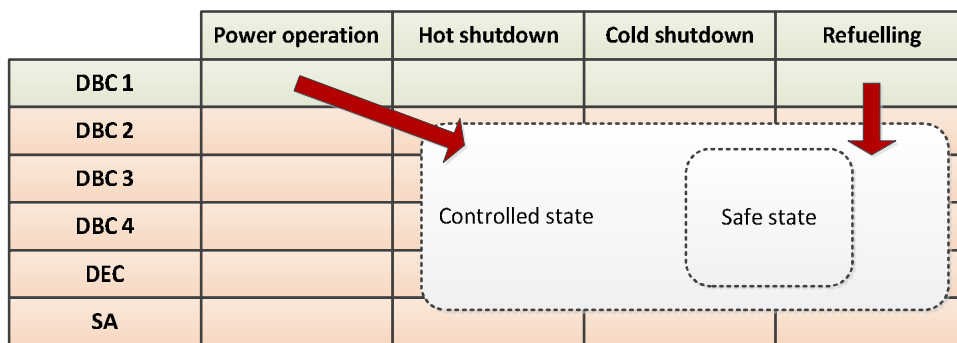 Power operation Hot shutdown Cold shutdown Refuelling
DBC 1
DBC 2
DBC 3
Controlled state Safe state
DBC 4
DEC
SA